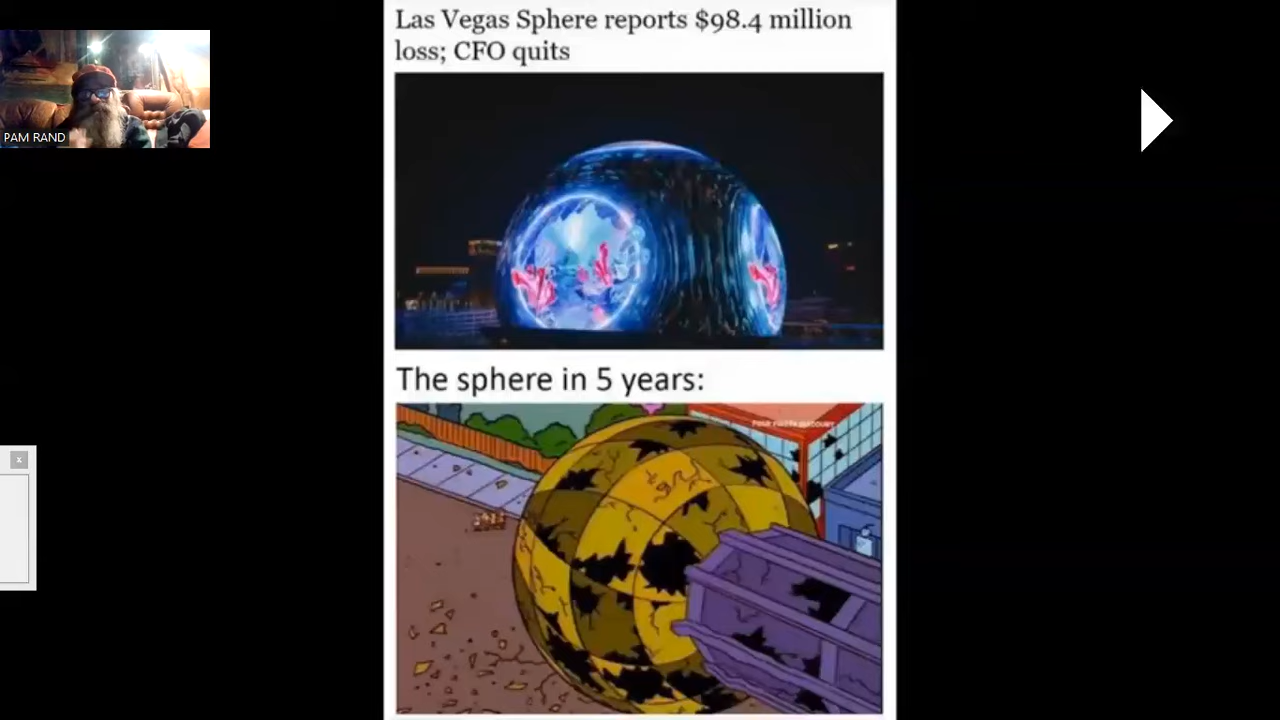 Las Vegas Sphere reports $98.4 million
loss; CFO quits
PAM RAND
The sphere in 5 years:
x